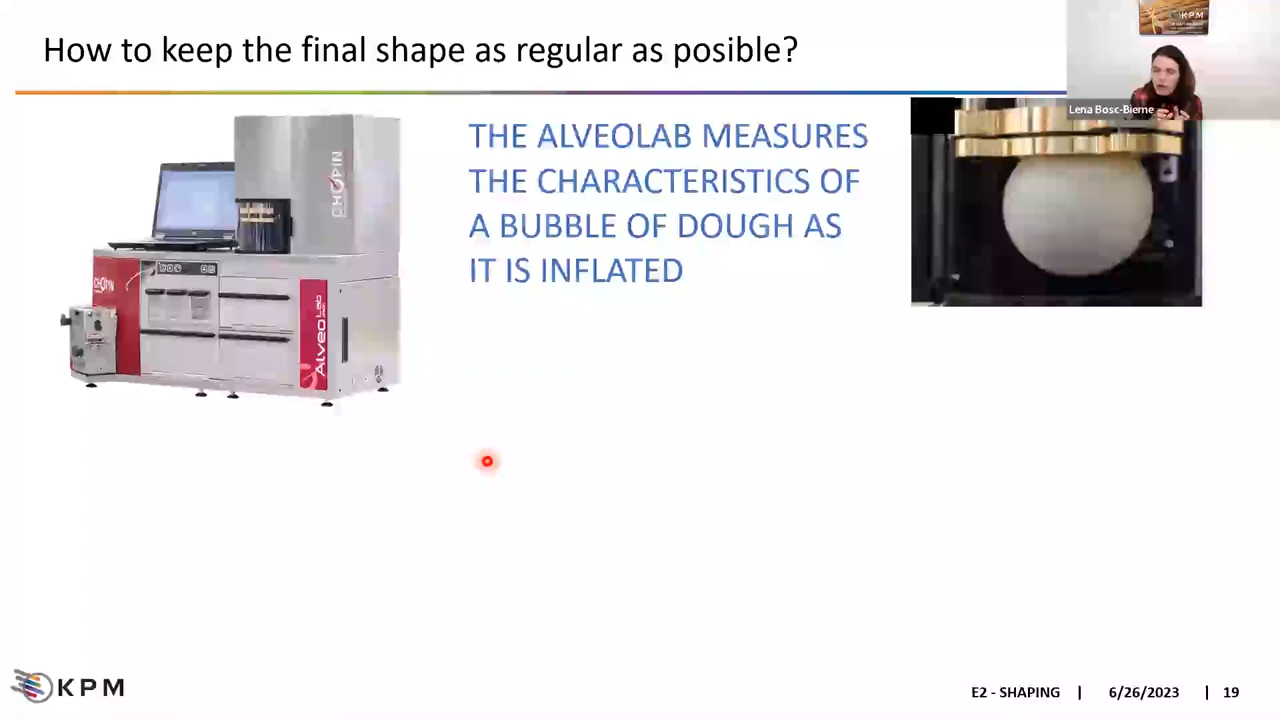 How to keep the final shape as regular as posible?
KPM
Lena Bosc-Bierne
THE ALVEOLAB MEASURES
THE CHARACTERISTICS OF
A BUBBLE OF DOUGH AS
IT IS INFLATED
CHOPIN
CHOPIN
AlveoLab
KPM
E2 - SHAPING | 6/26/2023 | 19